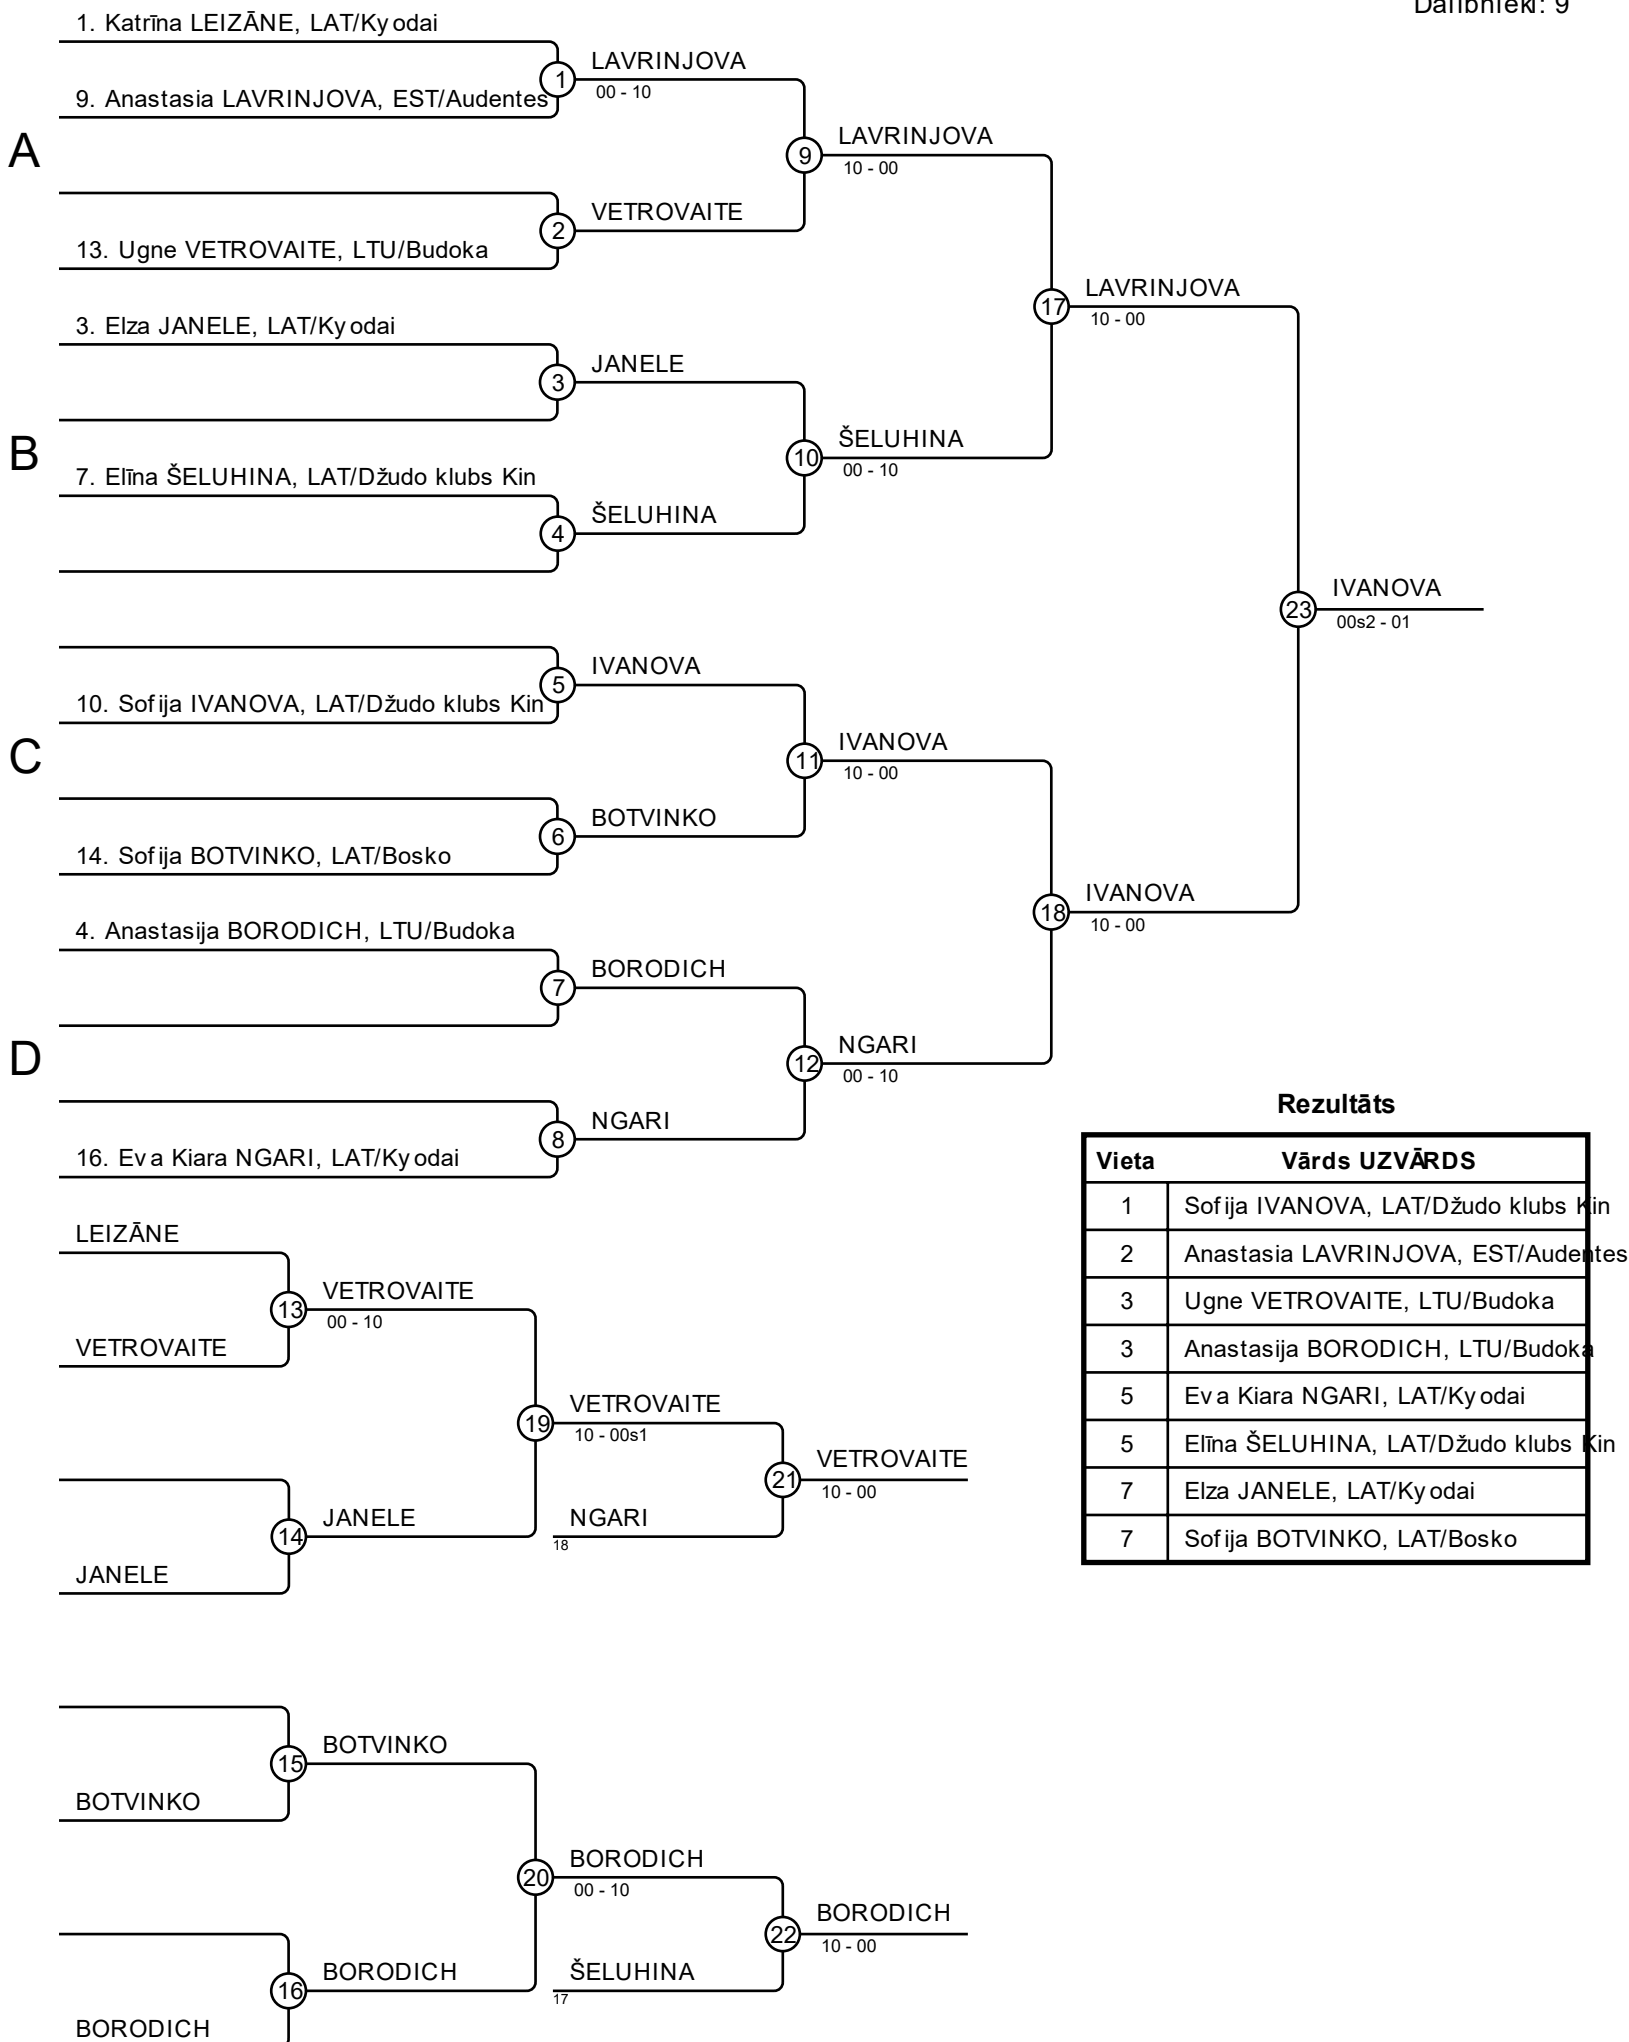 Dalībnieki: 9
1. Katrīna LEIZĀNE, LAT/Kyodai
LAVRINJOVA
1
00 - 10
9. Anastasia LAVRINJOVA, EST/Audentes
LAVRINJOVA
A
9
10 - 00
VETROVAITE
2
13. Ugne VETROVAITE, LTU/Budoka
LAVRINJOVA
17
10 - 00
3. Elza JANELE, LAT/Kyodai
JANELE
3
ŠELUHINA
B
10
00 - 10
7. Elīna ŠELUHINA, LAT/Džudo klubs Kin
ŠELUHINA
4
IVANOVA
23
00s2 - 01
IVANOVA
5
10. Sofija IVANOVA, LAT/Džudo klubs Kin
IVANOVA
C
11
10 - 00
BOTVINKO
6
14. Sofija BOTVINKO, LAT/Bosko
IVANOVA
18
10 - 00
4. Anastasija BORODICH, LTU/Budoka
BORODICH
7
NGARI
D
12
00 - 10
NGARI
8
16. Eva Kiara NGARI, LAT/Kyodai
Rezultāts
Vieta Vārds UZVĀRDS
1 Sofija IVANOVA, LAT/Džudo klubs Kin
2 Anastasia LAVRINJOVA, EST/Audentes
3 Ugne VETROVAITE, LTU/Budoka
3 Anastasija BORODICH, LTU/Budoka
5 Eva Kiara NGARI, LAT/Kyodai
5 Elīna ŠELUHINA, LAT/Džudo klubs Kin
7 Elza JANELE, LAT/Kyodai
7 Sofija BOTVINKO, LAT/Bosko
LEIZĀNE
VETROVAITE
13
00 - 10
VETROVAITE
VETROVAITE
19
10 - 00s1
VETROVAITE
21
10 - 00
JANELE
14
NGARI
18
JANELE
BOTVINKO
15
BOTVINKO
BORODICH
20
00 - 10
BORODICH
22
10 - 00
BORODICH
16
ŠELUHINA
17
BORODICH